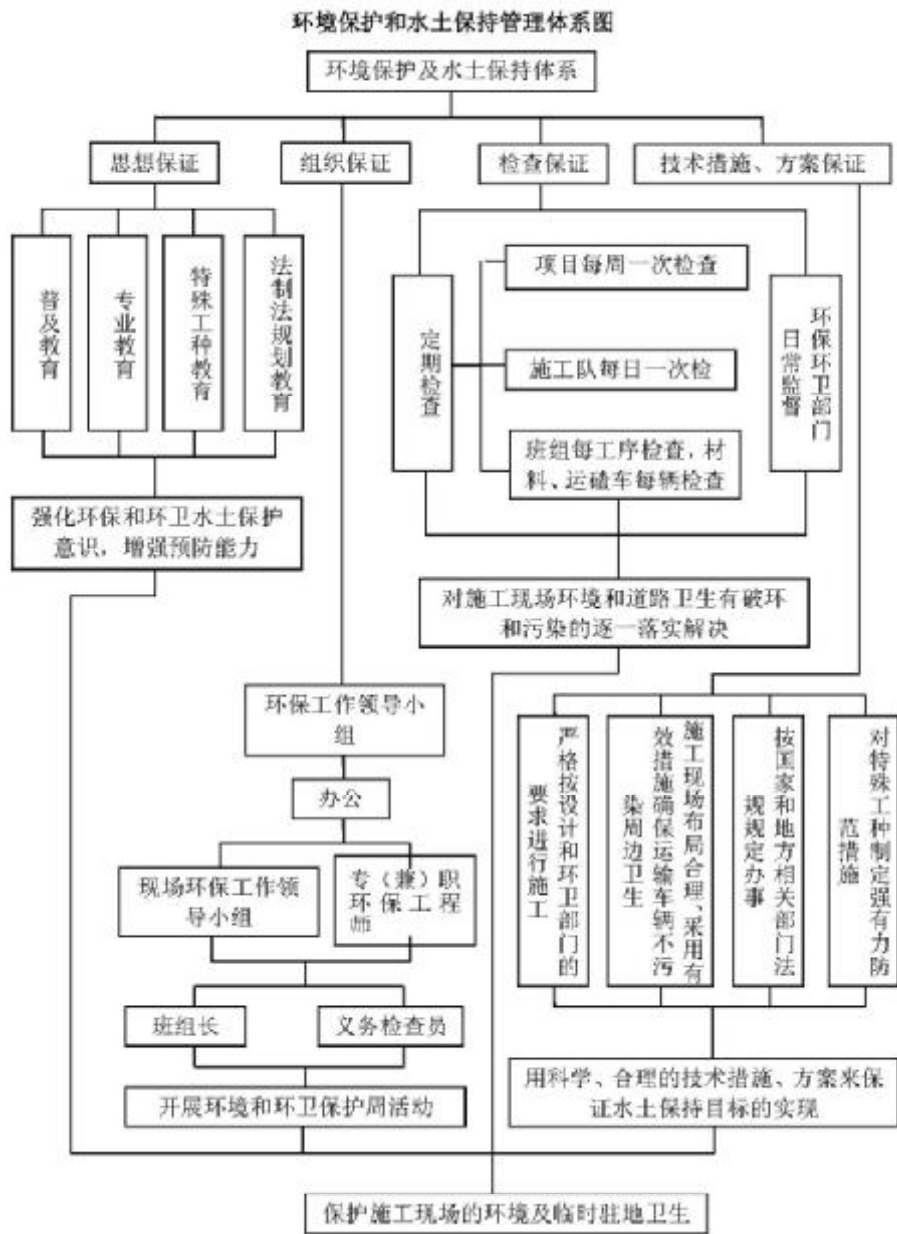 环境保护和水土保持管理体系图
环境保护及水土保持体系
思想保证
组织保证
检查保证
技术措施、方案保证
普及教育
专业教育
特殊工种教育
法制法规划教育
定期检查
项目每周一次检查
施工队每日一次检
班组每工序检查,材
料、运碴车每辆检查
环保环卫部门
日常监督
强化环保和环卫水土保护
意识，增强预防能力
对施工现场环境和道路卫生有破环
和污染的逐一落实解决
环保工作领导小
组
办公
现场环保工作领
导小组
专（兼）职
环保工程
师
班组长
义务检查员
开展环境和环卫保护周活动
严格按设计和环卫部门的
要求进行施工
施工现场布局合理、采用有
效措施确保运输车辆不污
染周边卫生
按国家和地方相关部门法
规规定办事
对特殊工种制定强有力防
范措施
用科学、合理的技术措施、方案来保
证水土保持目标的实现
保护施工现场的环境及临时驻地卫生